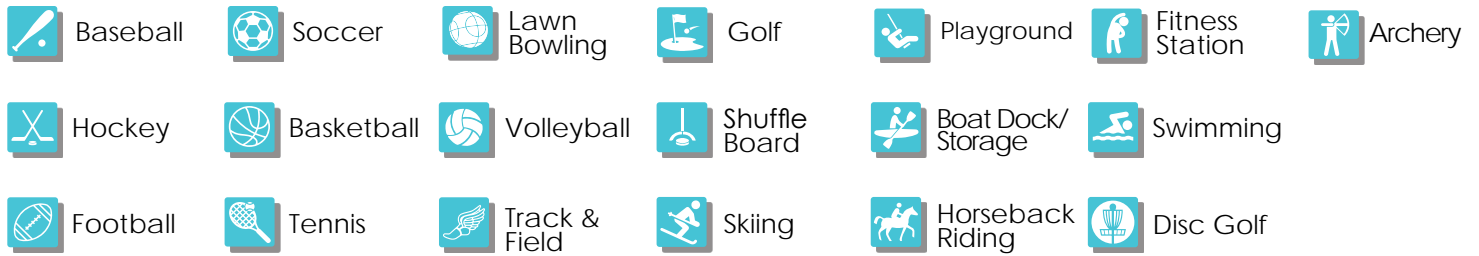 Baseball
Soccer
Lawn
Bowling
Golf
Playground
Fitness
Station
Archery
Hockey
Basketball
Volleyball
Shuffle
Board
Boat Dock/
Storage
Swimming
Football
Tennis
Track &
Field
Skiing
Horseback
Riding
Disc Golf